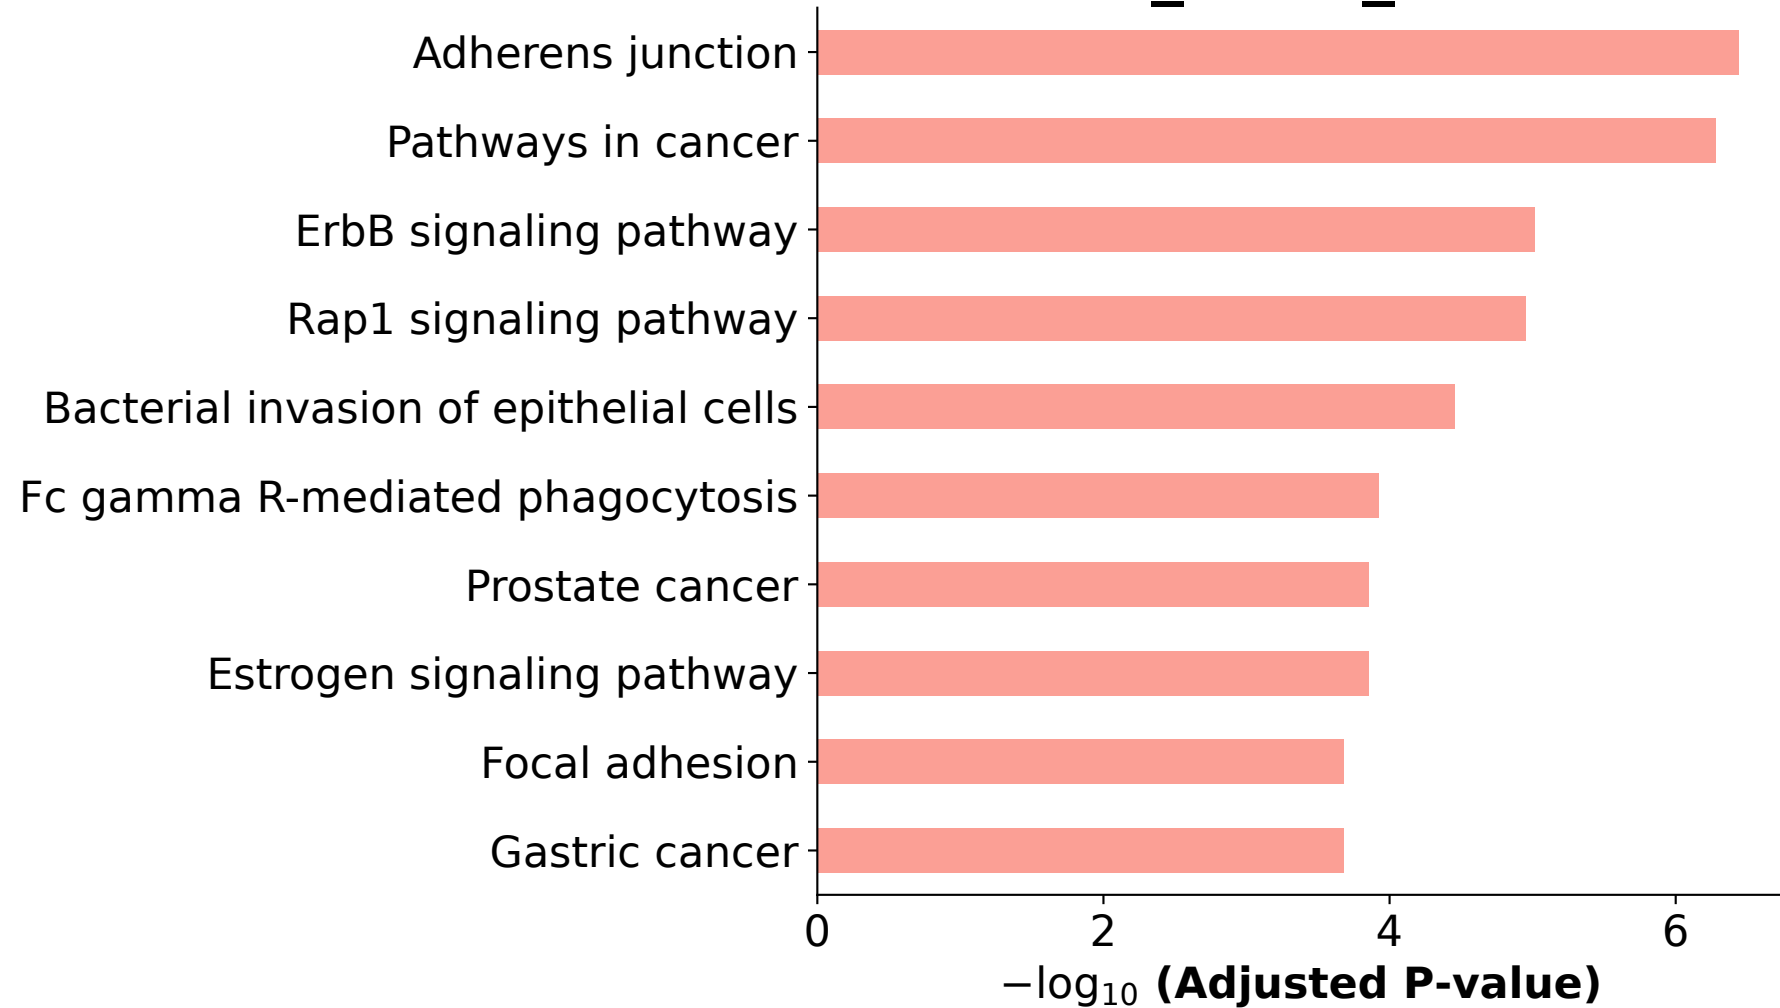 Adherens junction
Pathways in cancer
ErbB signaling pathway
Rap1 signaling pathway
Bacterial invasion of epithelial cells
Fc gamma R-mediated phagocytosis
Prostate cancer
Estrogen signaling pathway
Focal adhesion
Gastric cancer
0 2 4 6
−log₁₀ (Adjusted P-value)